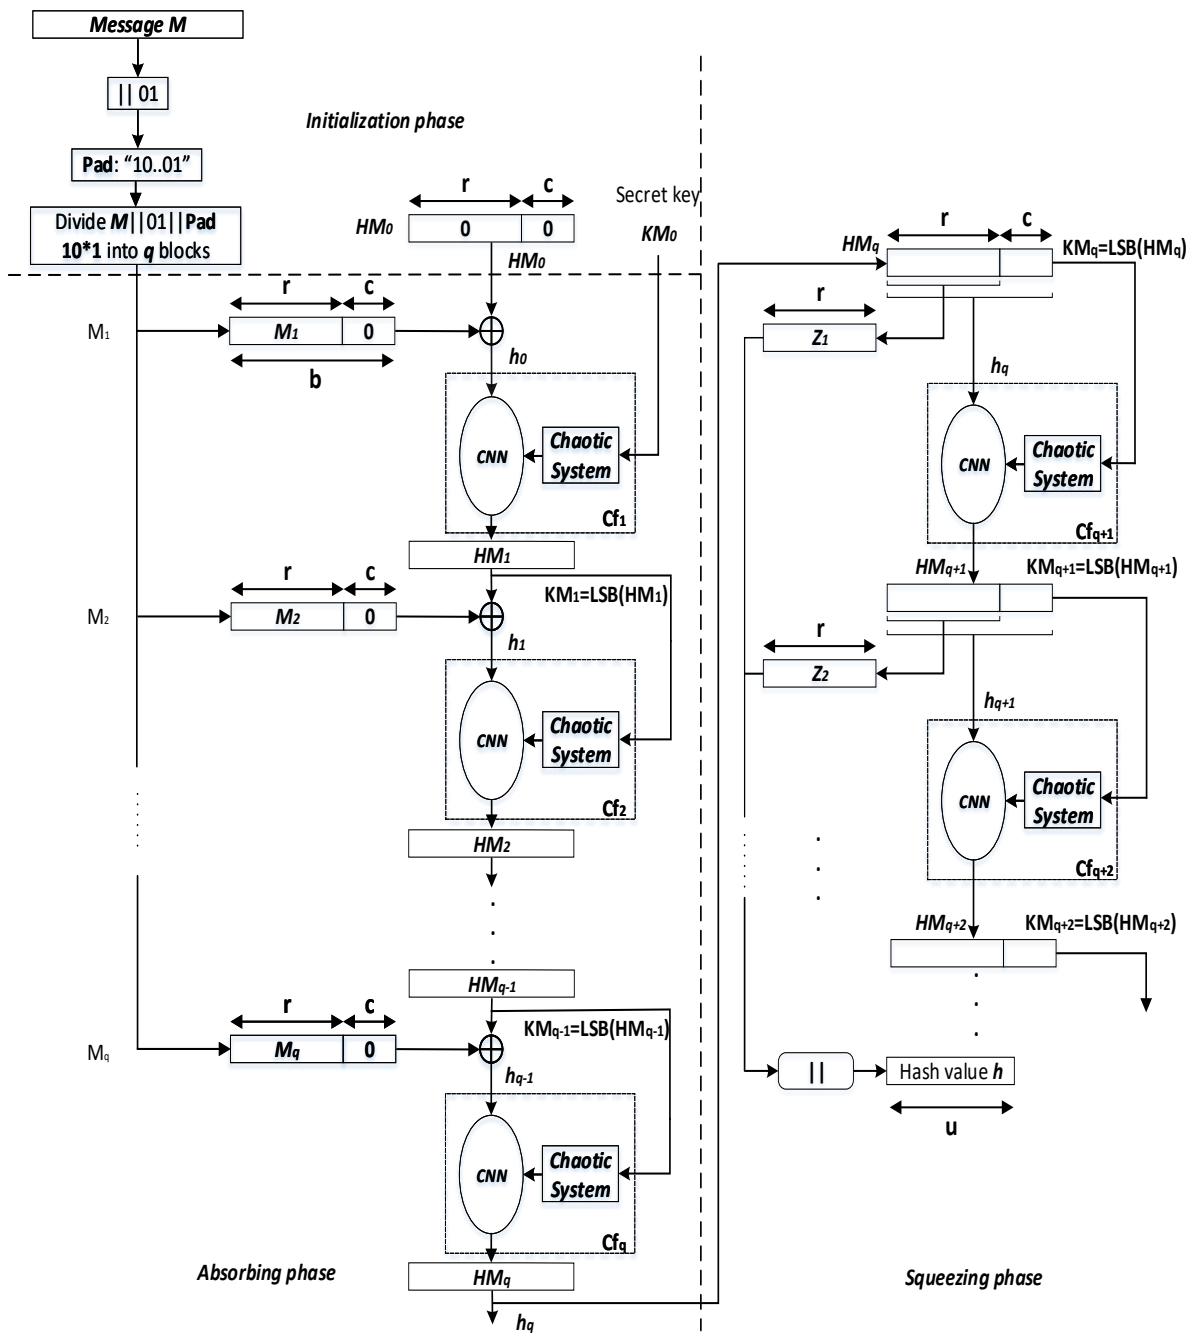 Message M
|| 01
Initialization phase
Pad: “10..01”
Divide M||01||Pad
10*1 into q blocks
r c
HM0 0 0
HM0
Secret key
KM0
M1
r c
M1 0
b
h0
CNN
Chaotic
System
Cf1
HM1
KM1=LSB(HM1)
M2
r c
M2 0
h1
CNN
Chaotic
System
Cf2
HM2
HMq-1
KMq-1=LSB(HMq-1)
Mq
r c
Mq 0
hq-1
CNN
Chaotic
System
Cfq
HMq
hq
Absorbing phase
r c
HMq
KMq=LSB(HMq)
r
Z1
hq
CNN
Chaotic
System
Cfq+1
HMq+1
KMq+1=LSB(HMq+1)
r
Z2
hq+1
CNN
Chaotic
System
Cfq+2
HMq+2
KMq+2=LSB(HMq+2)
||
Hash value h
u
Squeezing phase